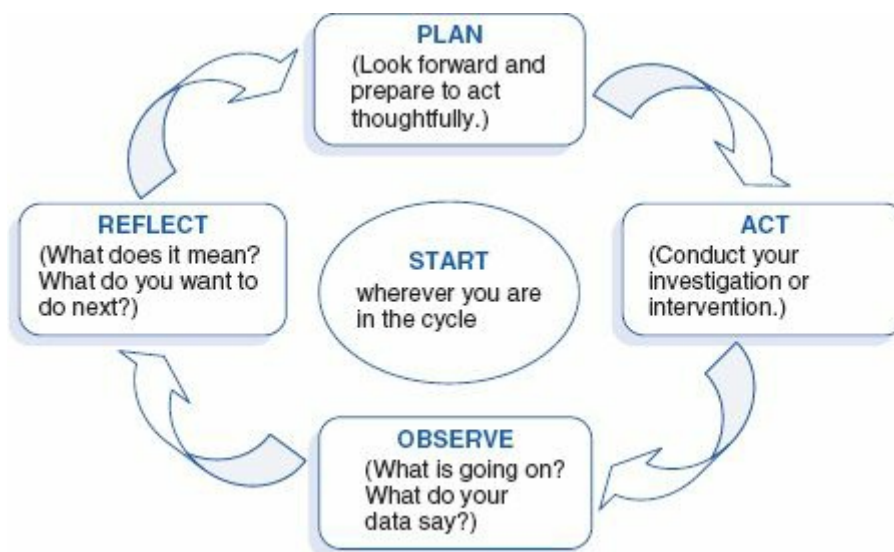 PLAN
(Look forward and
prepare to act
thoughtfully.)
REFLECT
(What does it mean?
What do you want to
do next?)
START
wherever you are
in the cycle
ACT
(Conduct your
investigation or
intervention.)
OBSERVE
(What is going on?
What do your
data say?)